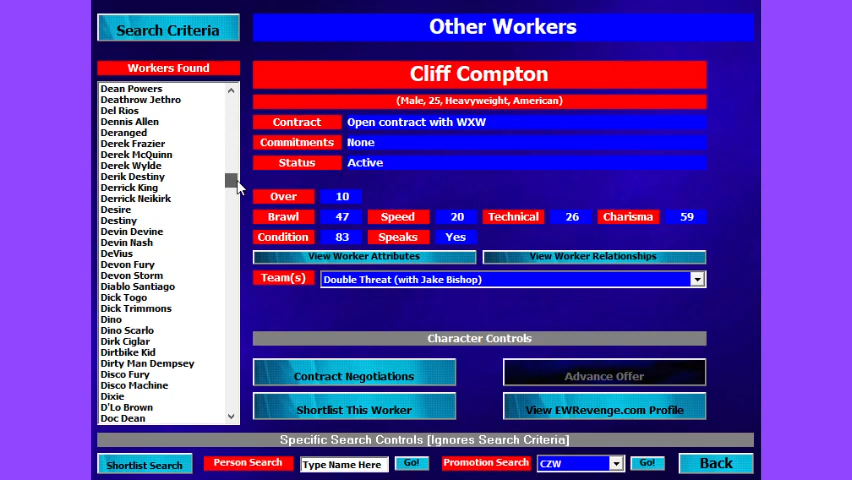 Search Criteria
Other Workers
Workers Found
Dean Powers
Deathrow Jethro
Del Rios
Dennis Allen
Deranged
Derek Frazier
Derek McQuinn
Derek Wylde
Derik Destiny
Derrick King
Derrick Neikirk
Desire
Destiny
Devin Devine
Devin Nash
DeVius
Devon Fury
Devon Storm
Diablo Santiago
Dick Togo
Dick Trimmons
Dino
Dino Scarlo
Dirk Ciglar
Dirtbike Kid
Dirty Man Dempsey
Disco Fury
Disco Machine
Dixie
D'Lo Brown
Doc Dean
Cliff Compton
(Male, 25, Heavyweight, American)
Contract Open contract with WXW
Commitments None
Status Active
Over 10
Brawl 47 Speed 20 Technical 26 Charisma 59
Condition 83 Speaks Yes
View Worker Attributes View Worker Relationships
Team(s) Double Threat (with Jake Bishop)
Character Controls
Contract Negotiations Advance Offer
Shortlist This Worker View EWRevenge.com Profile
Specific Search Controls [Ignores Search Criteria]
Shortlist Search Person Search Type Name Here Go! Promotion Search CZW Go! Back